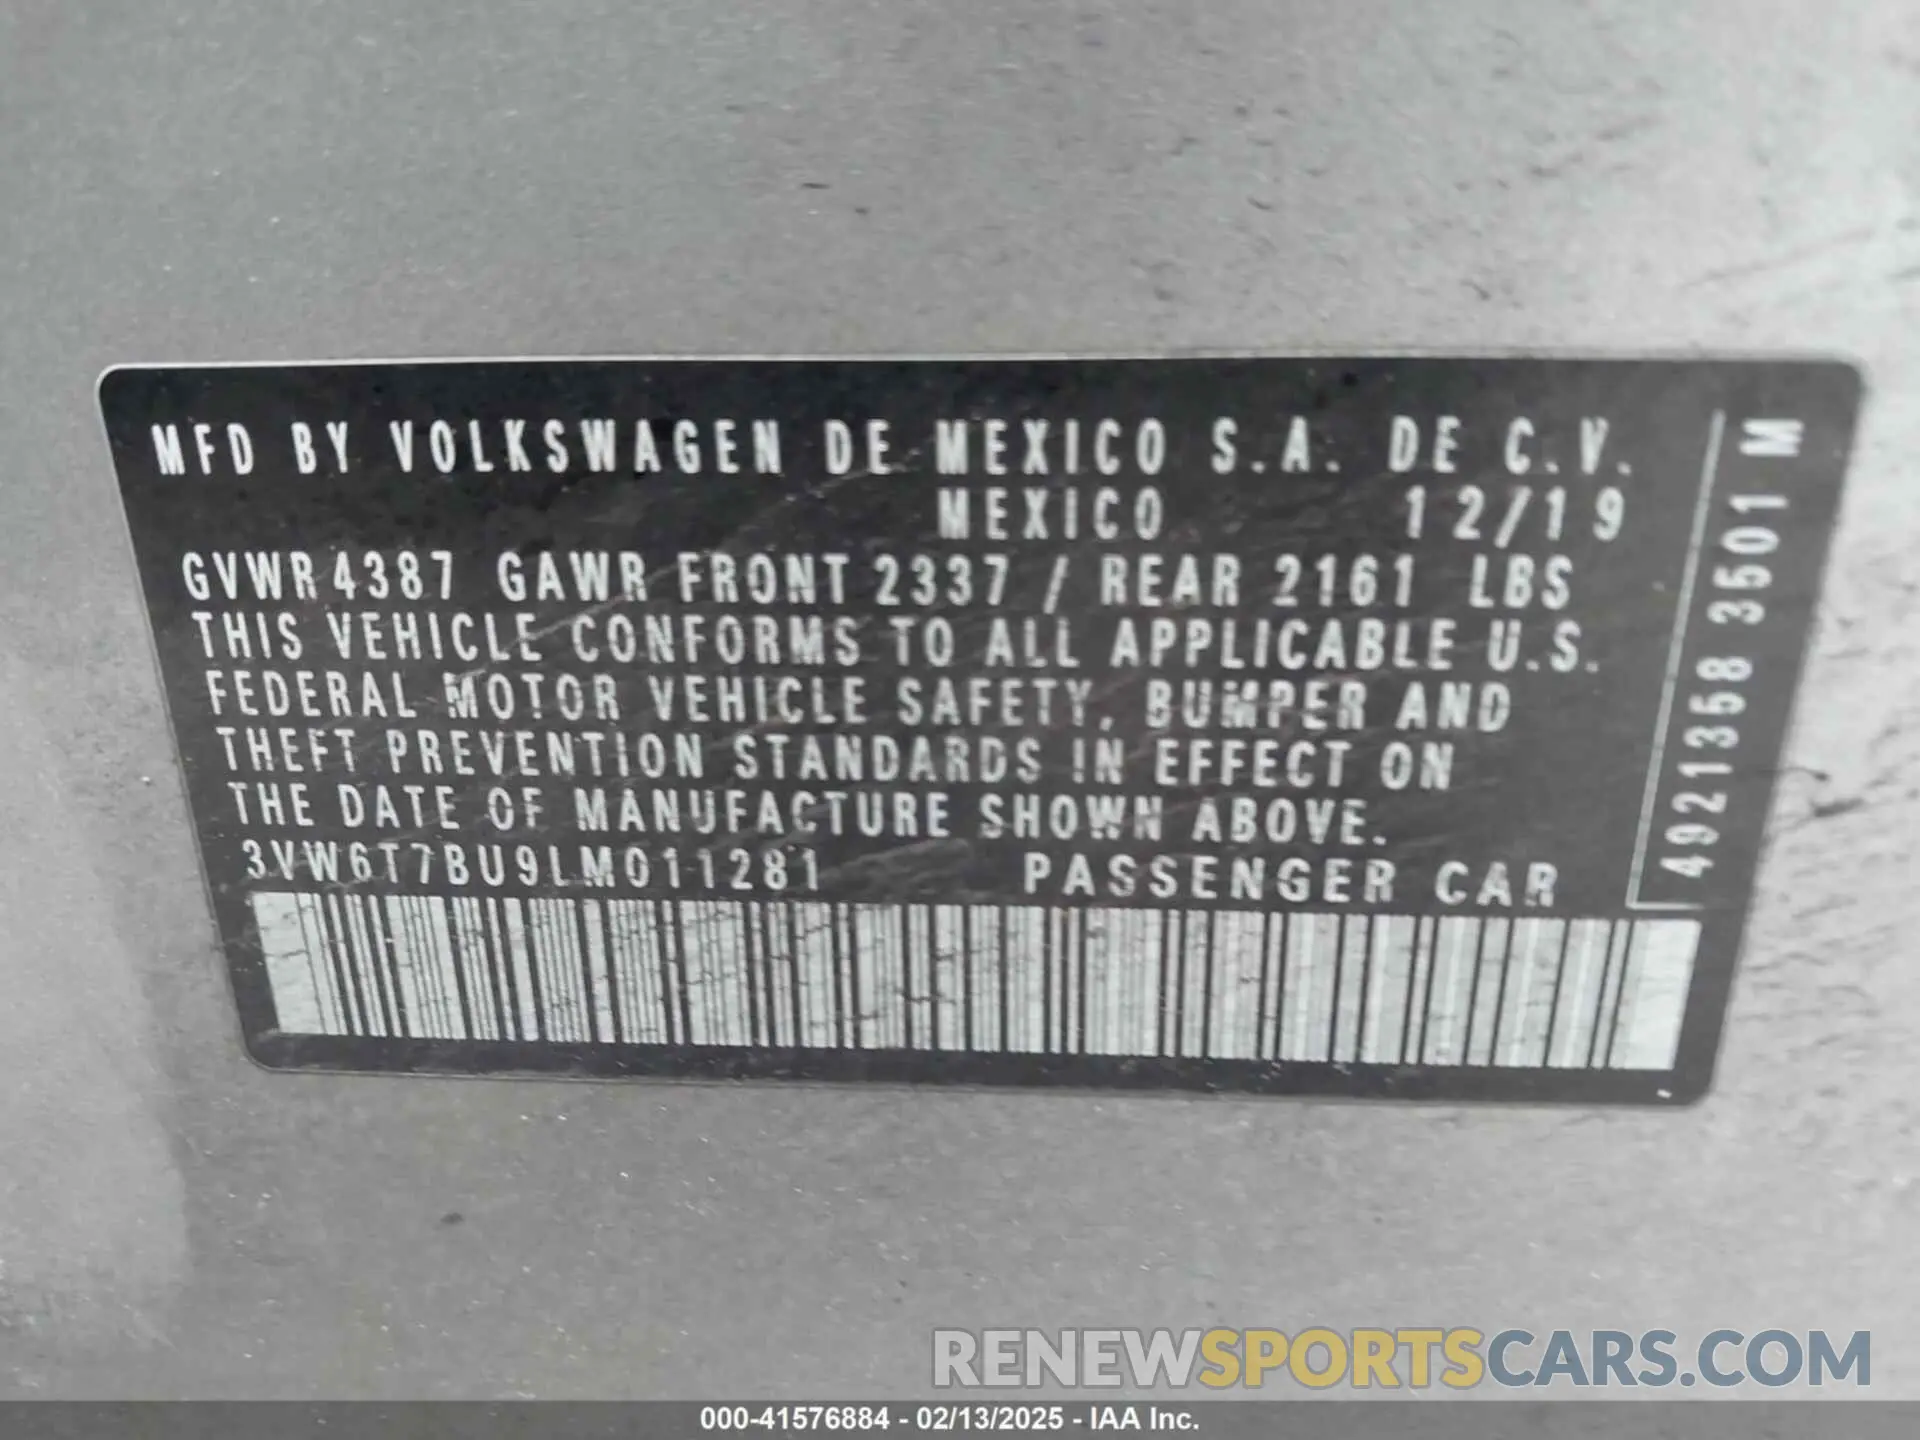 MFD BY VOLKSWAGEN DE MEXICO S.A. DE C.V.
MEXICO 12/19
GVWR 4387 GAWR FRONT 2337 / REAR 2161 LBS
THIS VEHICLE CONFORMS TO ALL APPLICABLE U.S.
FEDERAL MOTOR VEHICLE SAFETY, BUMPER AND
THEFT PREVENTION STANDARDS IN EFFECT ON
THE DATE OF MANUFACTURE SHOWN ABOVE.
3VW6T7BU9LM011281 PASSENGER CAR
4921358 3501 M
RENEWSPORTSCARS.COM
000-41576884 - 02/13/2025 - IAA Inc.